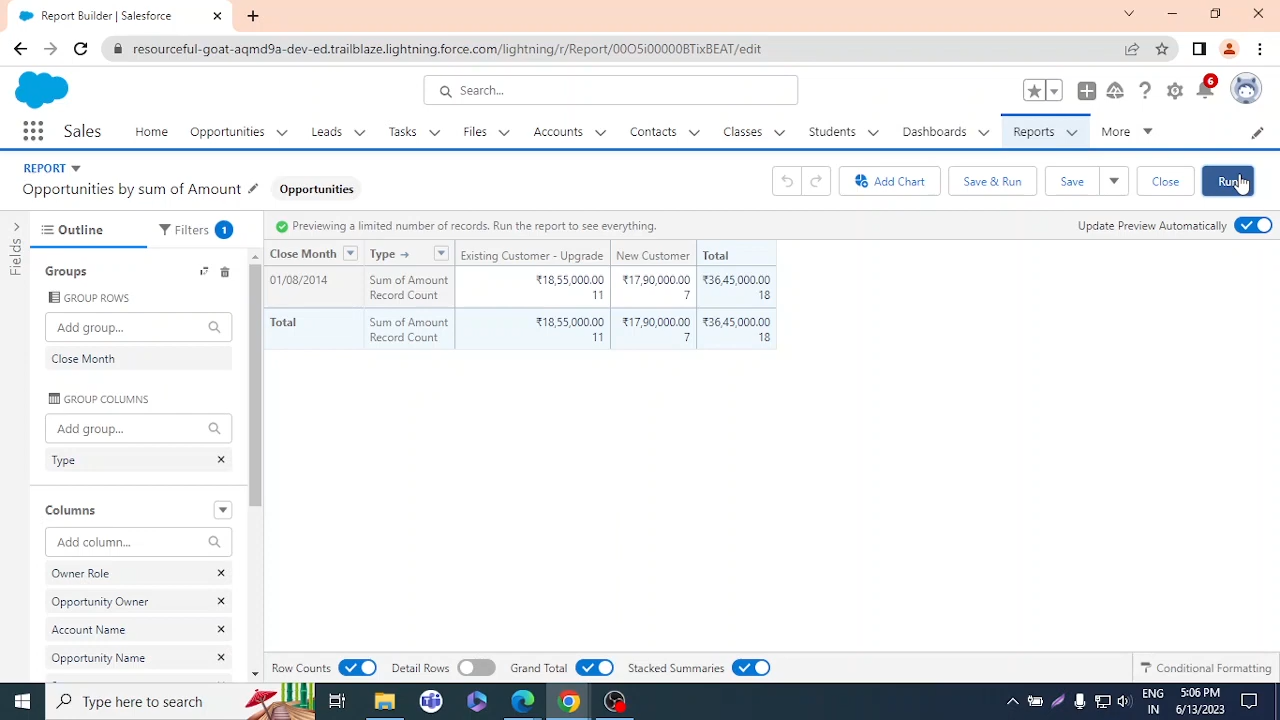 Report Builder | Salesforce
resourceful-goat-aqmd9a-dev-ed.trailblaze.lightning.force.com/lightning/r/Report/00O5i00000BTixBEAT/edit
Search...
6
Sales Home Opportunities Leads Tasks Files Accounts Contacts Classes Students Dashboards Reports More
REPORT
Opportunities by sum of Amount Opportunities
Add Chart Save & Run Save Close Run
Fields
Outline Filters 1
Previewing a limited number of records. Run the report to see everything. Update Preview Automatically
Groups
GROUP ROWS
Add group...
Close Month
GROUP COLUMNS
Add group...
Type
Columns
Add column...
Owner Role
Opportunity Owner
Account Name
Opportunity Name
Close Month Type → Existing Customer - Upgrade New Customer Total
01/08/2014 Sum of Amount ₹18,55,000.00 ₹17,90,000.00 ₹36,45,000.00
Record Count 11 7 18
Total Sum of Amount ₹18,55,000.00 ₹17,90,000.00 ₹36,45,000.00
Record Count 11 7 18
Row Counts Detail Rows Grand Total Stacked Summaries Conditional Formatting
Type here to search
ENG 5:06 PM
IN 6/13/2023